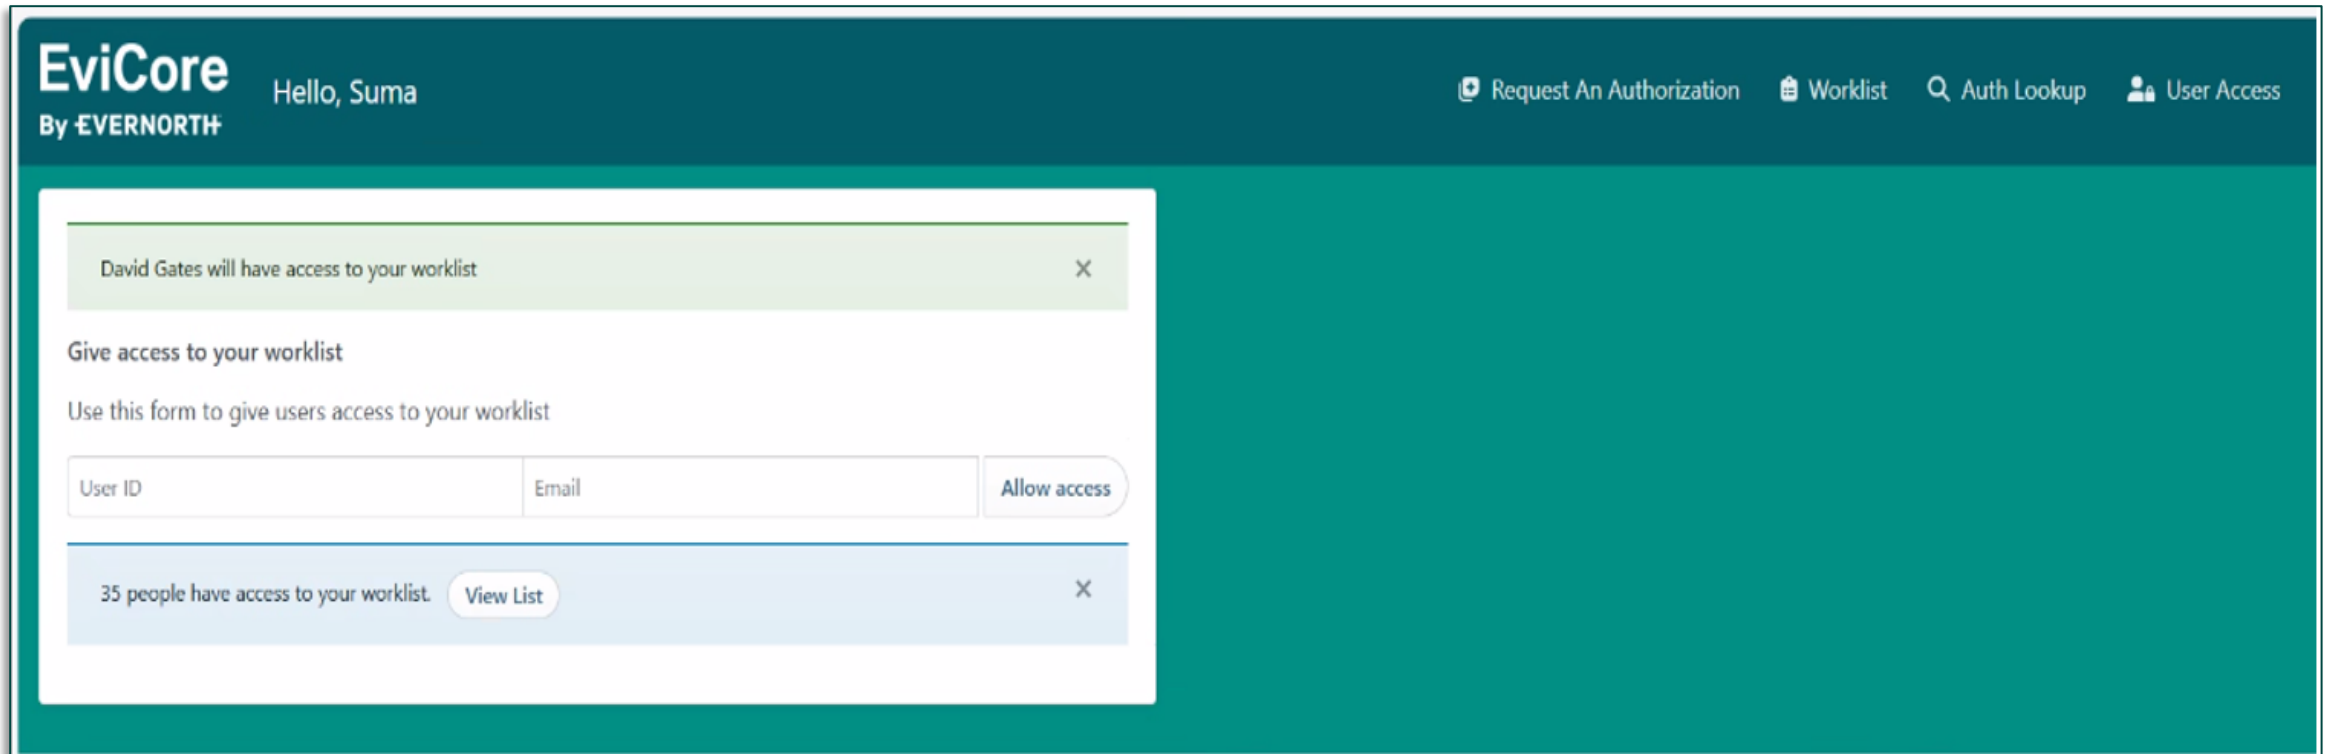 EviCore
By EVERNORTH
Hello, Suma
Request An Authorization
Worklist
Auth Lookup
User Access
David Gates will have access to your worklist
Give access to your worklist
Use this form to give users access to your worklist
User ID
Email
Allow access
35 people have access to your worklist.
View List